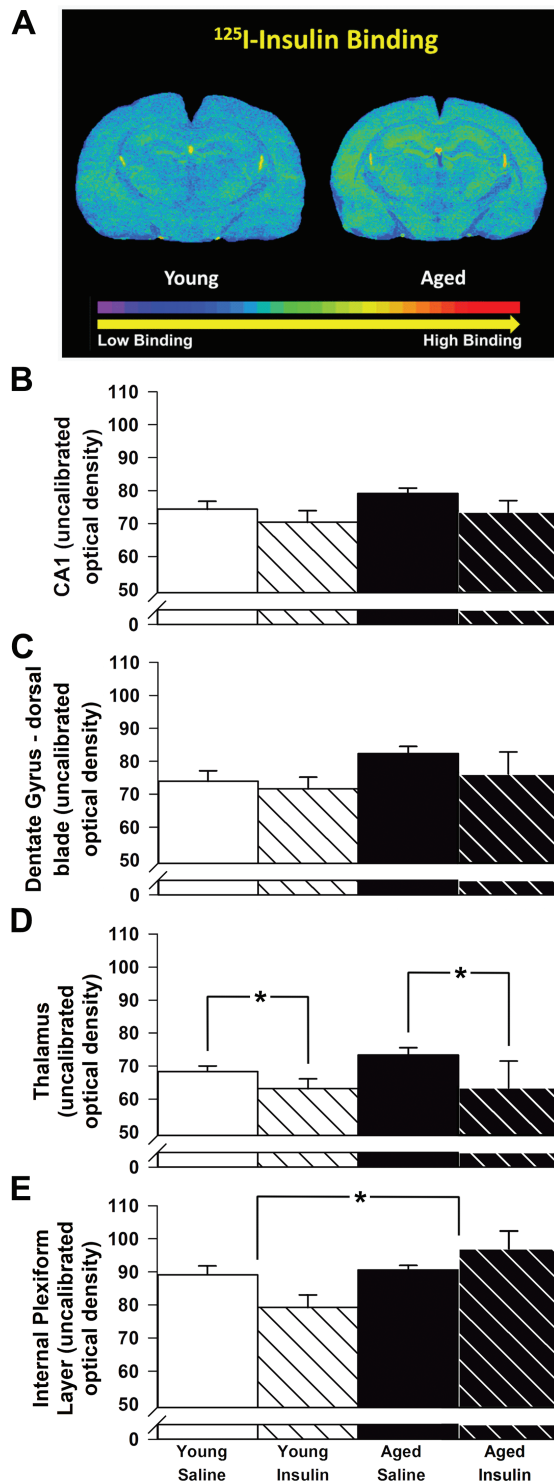 A
¹²⁵I-Insulin Binding
Young
Aged
Low Binding
High Binding
B
CA1 (uncalibrated
optical density)
110
100
90
80
70
60
50
0
C
Dentate Gyrus - dorsal
blade (uncalibrated
optical density)
110
100
90
80
70
60
50
0
D
Thalamus
(uncalibrated
optical density)
110
100
90
80
70
60
50
0
*
*
E
Internal Plexiform
Layer (uncalibrated
optical density)
110
100
90
80
70
60
50
0
*
Young
Saline
Young
Insulin
Aged
Saline
Aged
Insulin